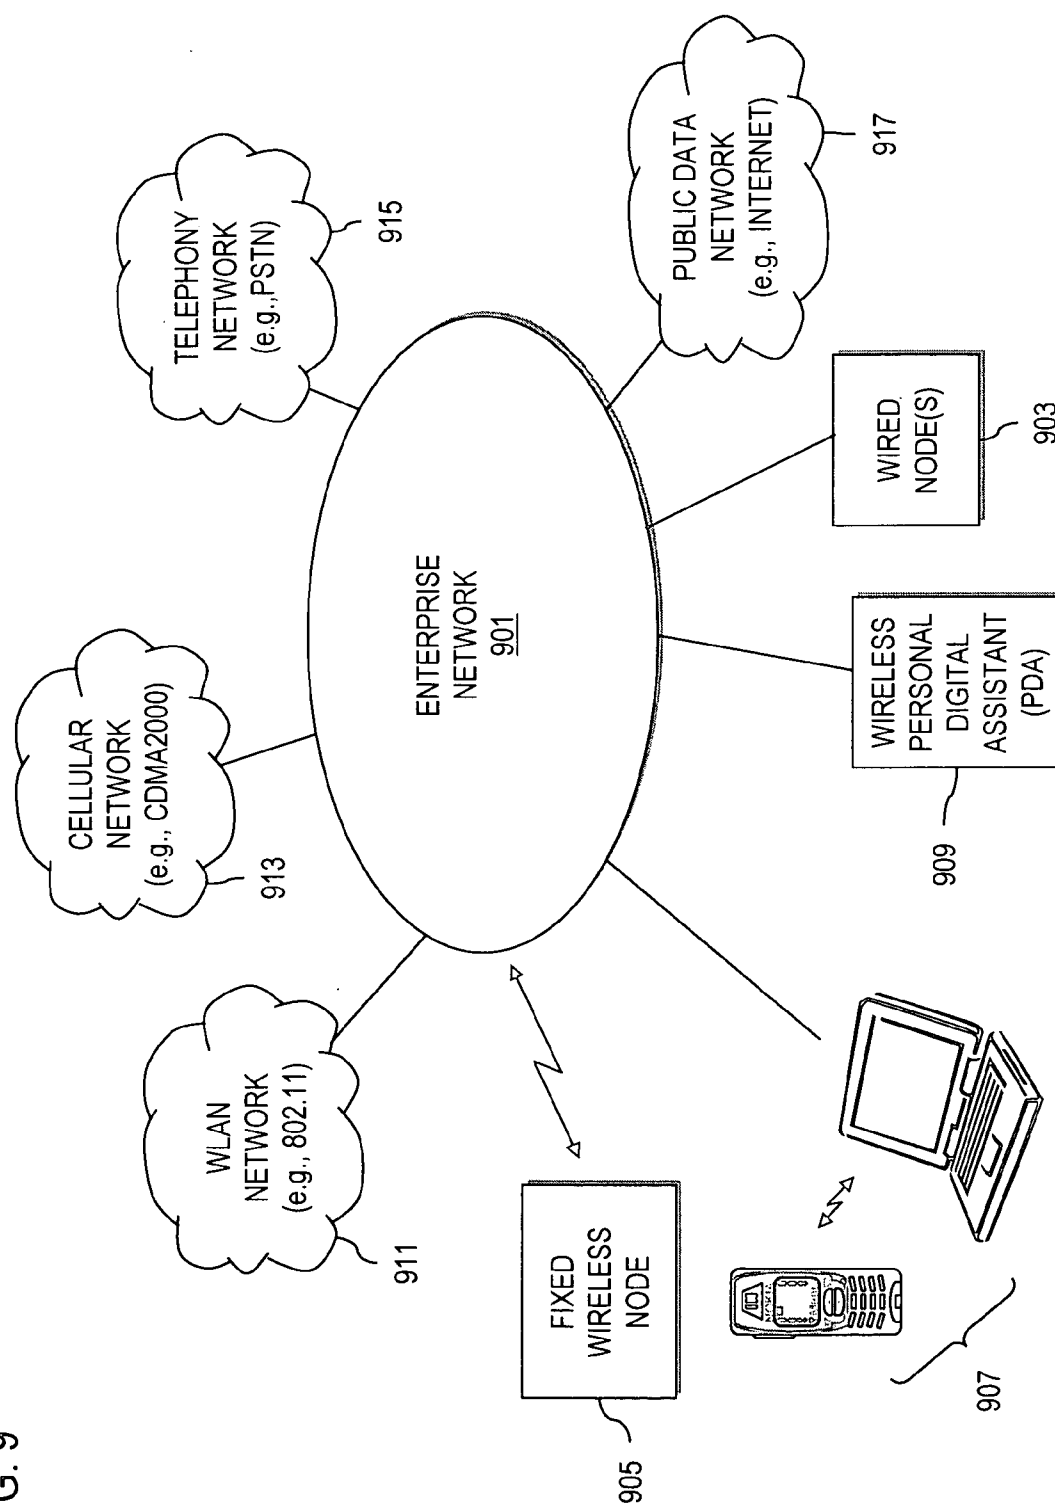 G. 9
WLAN
NETWORK
(e.g., 802.11)
911
CELLULAR
NETWORK
(e.g., CDMA2000)
913
TELEPHONY
NETWORK
(e.g.,PSTN)
915
ENTERPRISE
NETWORK
901
FIXED
WIRELESS
NODE
905
907
WIRELESS
PERSONAL
DIGITAL
ASSISTANT
(PDA)
909
WIRED
NODE(S)
903
PUBLIC DATA
NETWORK
(e.g., INTERNET)
917
NOKIA